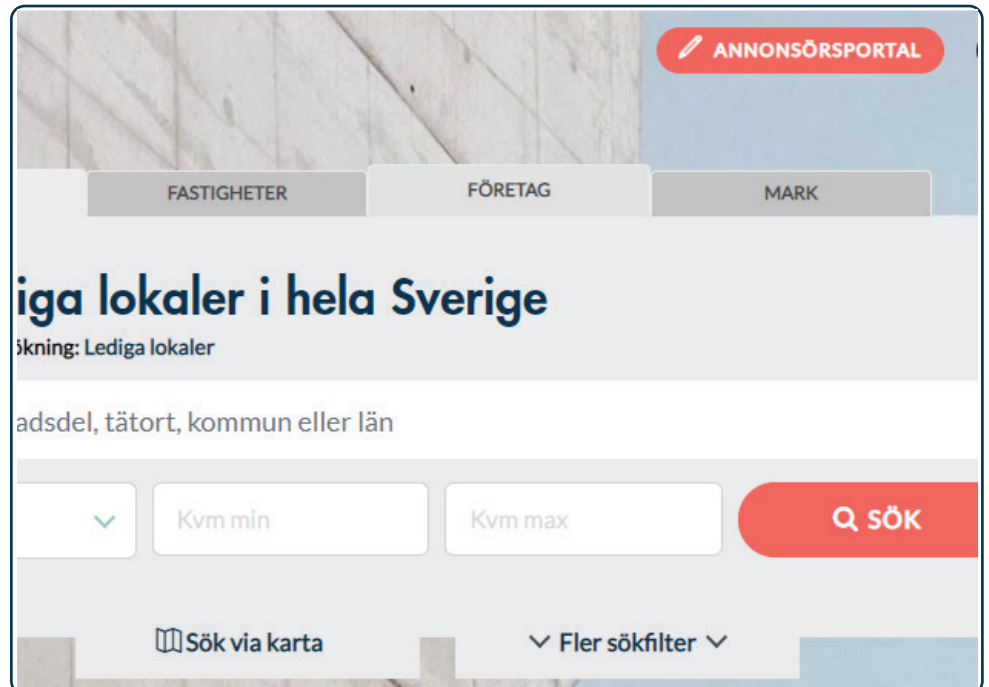 ANNONSÖRSPORTAL
FASTIGHETER FÖRETAG MARK
iga lokaler i hela Sverige
ökning: Lediga lokaler
adsdel, tätort, kommun eller län
Kvm min Kvm max SÖK
Sök via karta Fler sökfilter